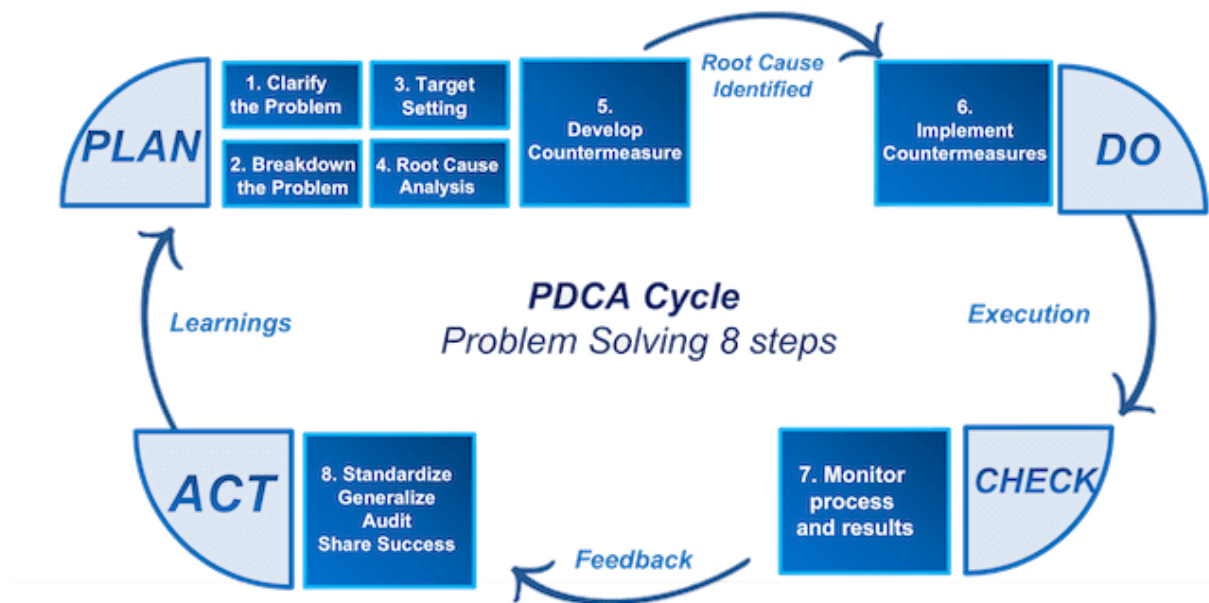 PLAN
1. Clarify
the Problem
2. Breakdown
the Problem
3. Target
Setting
4. Root Cause
Analysis
5.
Develop
Countermeasure
Root Cause
Identified
6.
Implement
Countermeasures
DO
PDCA Cycle
Problem Solving 8 steps
Execution
CHECK
7. Monitor
process
and results
Feedback
8. Standardize
Generalize
Audit
Share Success
ACT
Learnings